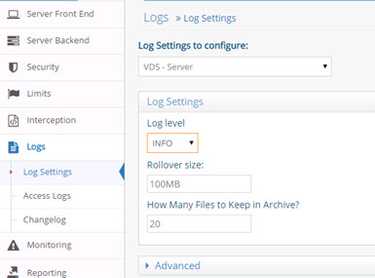 Server Front End
Server Backend
Security
Limits
Interception
Logs
Log Settings
Access Logs
Changelog
Monitoring
Reporting
Logs » Log Settings
Log Settings to configure:
VDS - Server
Log Settings
Log level
INFO
Rollover size:
100MB
How Many Files to Keep in Archive?
20
Advanced